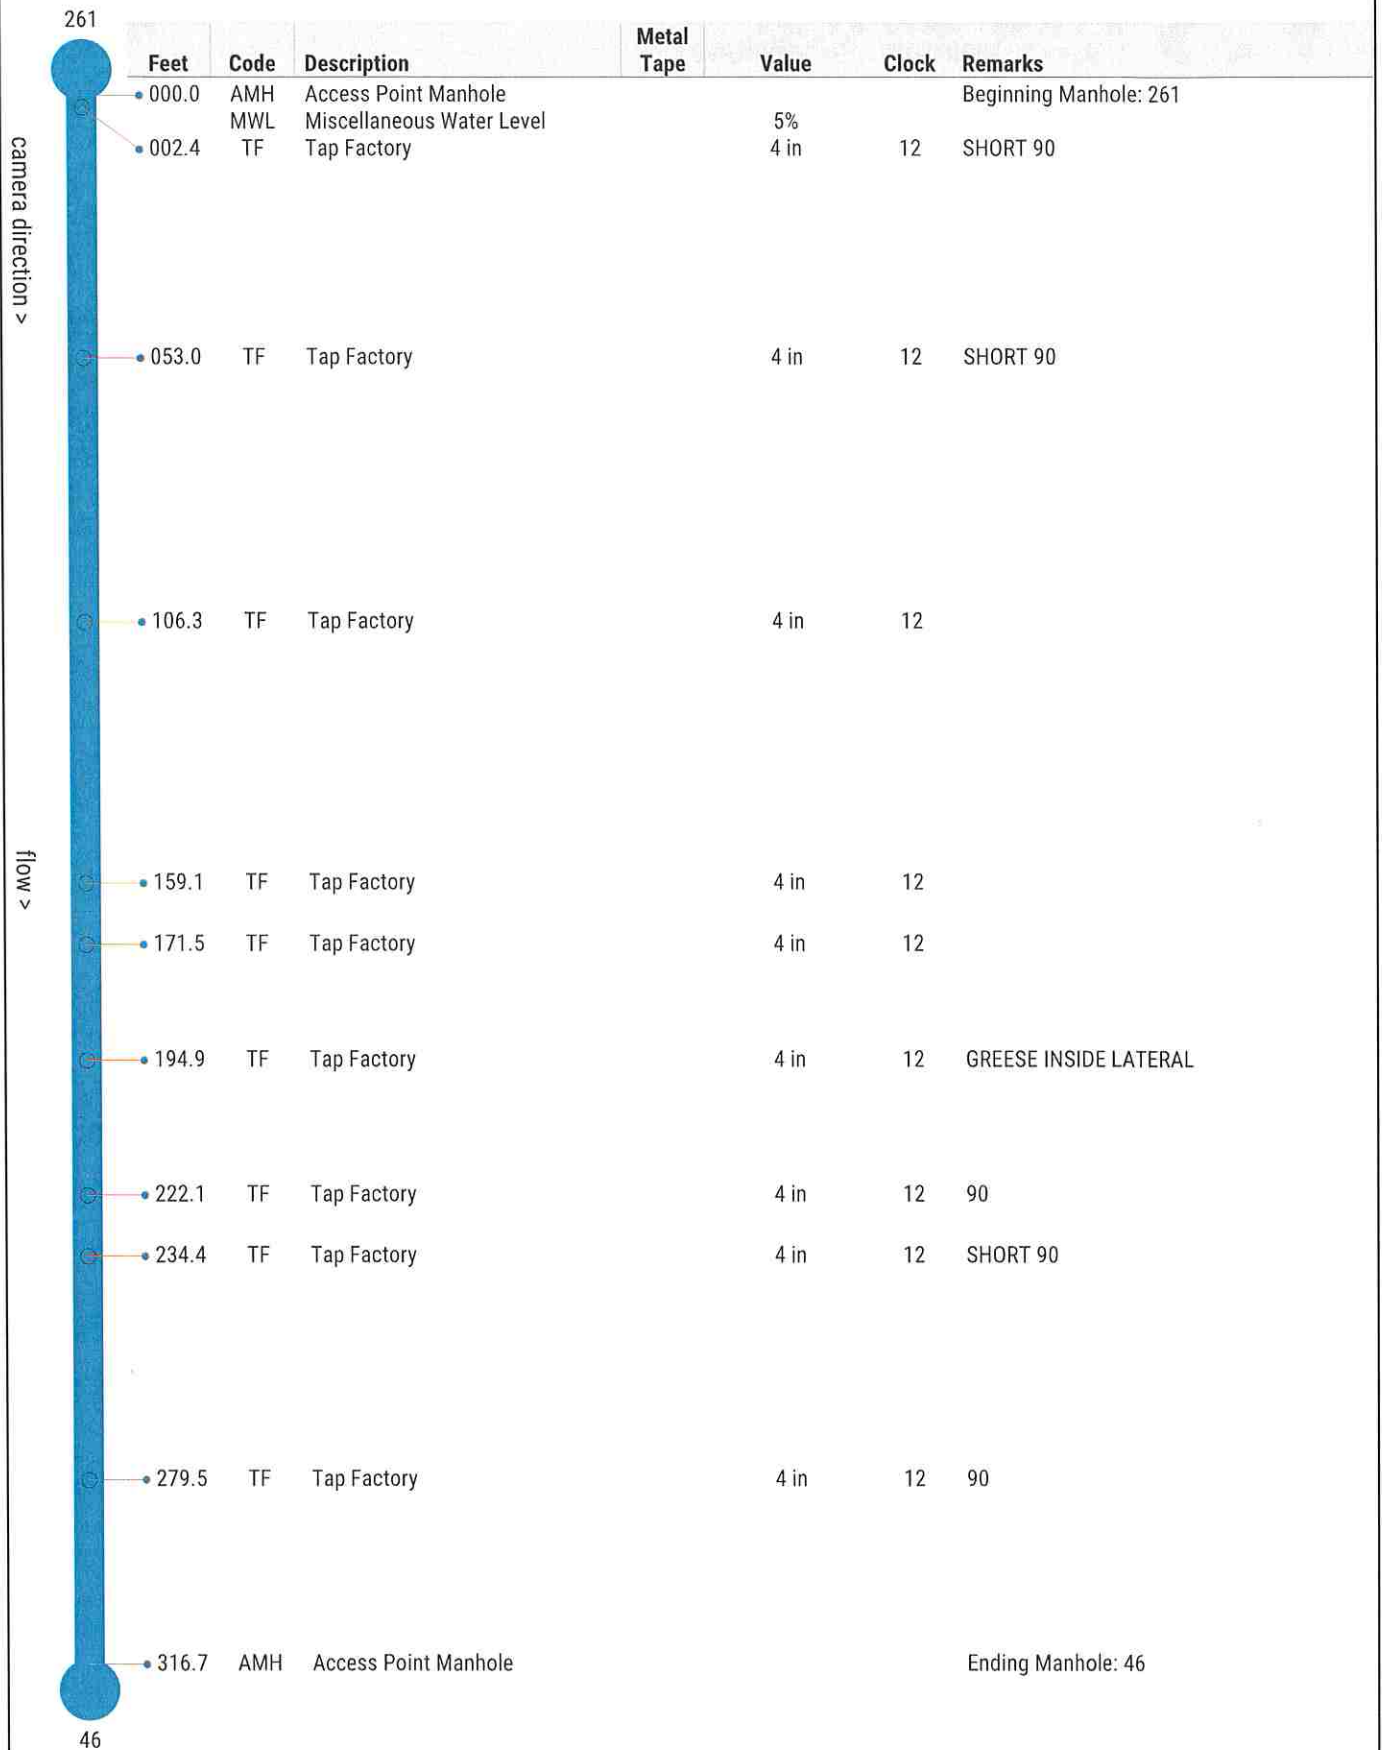 261
Metal
Feet Code Description Tape Value Clock Remarks
000.0 AMH Access Point Manhole Beginning Manhole: 261
MWL Miscellaneous Water Level 5%
002.4 TF Tap Factory 4 in 12 SHORT 90
camera direction >
053.0 TF Tap Factory 4 in 12 SHORT 90
106.3 TF Tap Factory 4 in 12
flow >
159.1 TF Tap Factory 4 in 12
171.5 TF Tap Factory 4 in 12
194.9 TF Tap Factory 4 in 12 GREESE INSIDE LATERAL
222.1 TF Tap Factory 4 in 12 90
234.4 TF Tap Factory 4 in 12 SHORT 90
279.5 TF Tap Factory 4 in 12 90
316.7 AMH Access Point Manhole Ending Manhole: 46
46